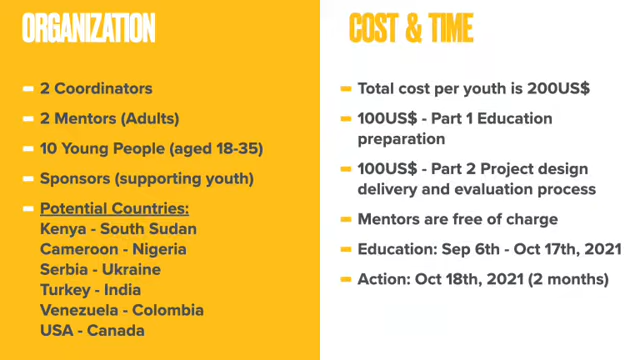 ORGANIZATION
2 Coordinators
2 Mentors (Adults)
10 Young People (aged 18-35)
Sponsors (supporting youth)
Potential Countries:
Kenya - South Sudan
Cameroon - Nigeria
Serbia - Ukraine
Turkey - India
Venezuela - Colombia
USA - Canada
COST & TIME
Total cost per youth is 200US$
100US$ - Part 1 Education
preparation
100US$ - Part 2 Project design
delivery and evaluation process
Mentors are free of charge
Education: Sep 6th - Oct 17th, 2021
Action: Oct 18th, 2021 (2 months)